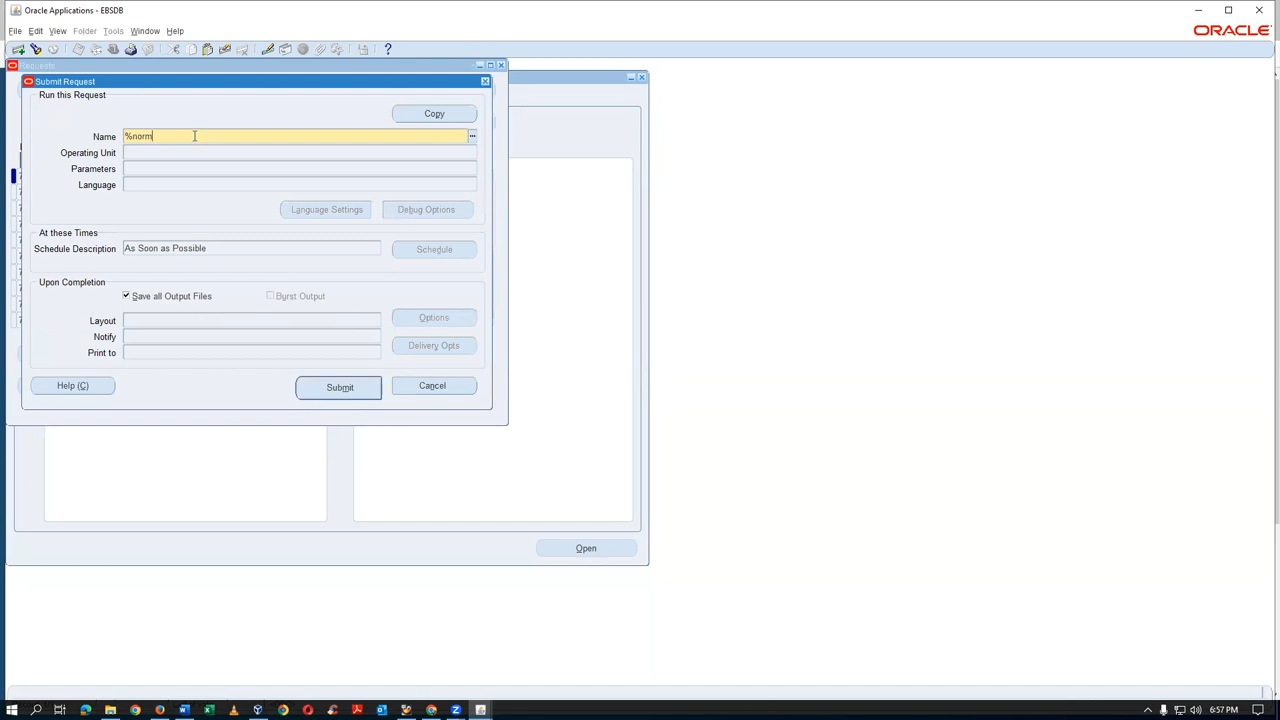 Oracle Applications - EBSDB
File Edit View Folder Tools Window Help
ORACLE
?
Requests
Submit Request
Run this Request
Copy
Name %norm
Operating Unit
Parameters
Language
Language Settings Debug Options
At these Times
Schedule Description As Soon as Possible Schedule
Upon Completion
Save all Output Files Burst Output
Layout Options
Notify
Print to Delivery Opts
Help (C) Submit Cancel
Open
6:57 PM